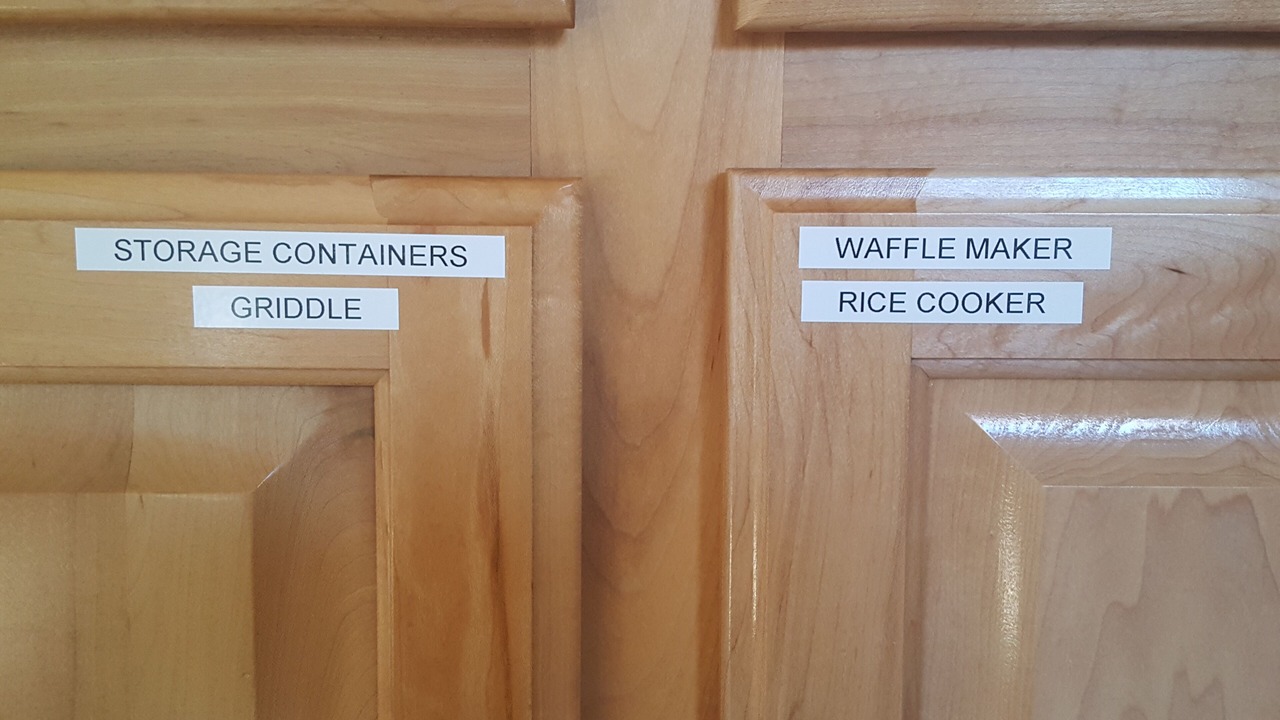 STORAGE CONTAINERS
GRIDDLE
WAFFLE MAKER
RICE COOKER